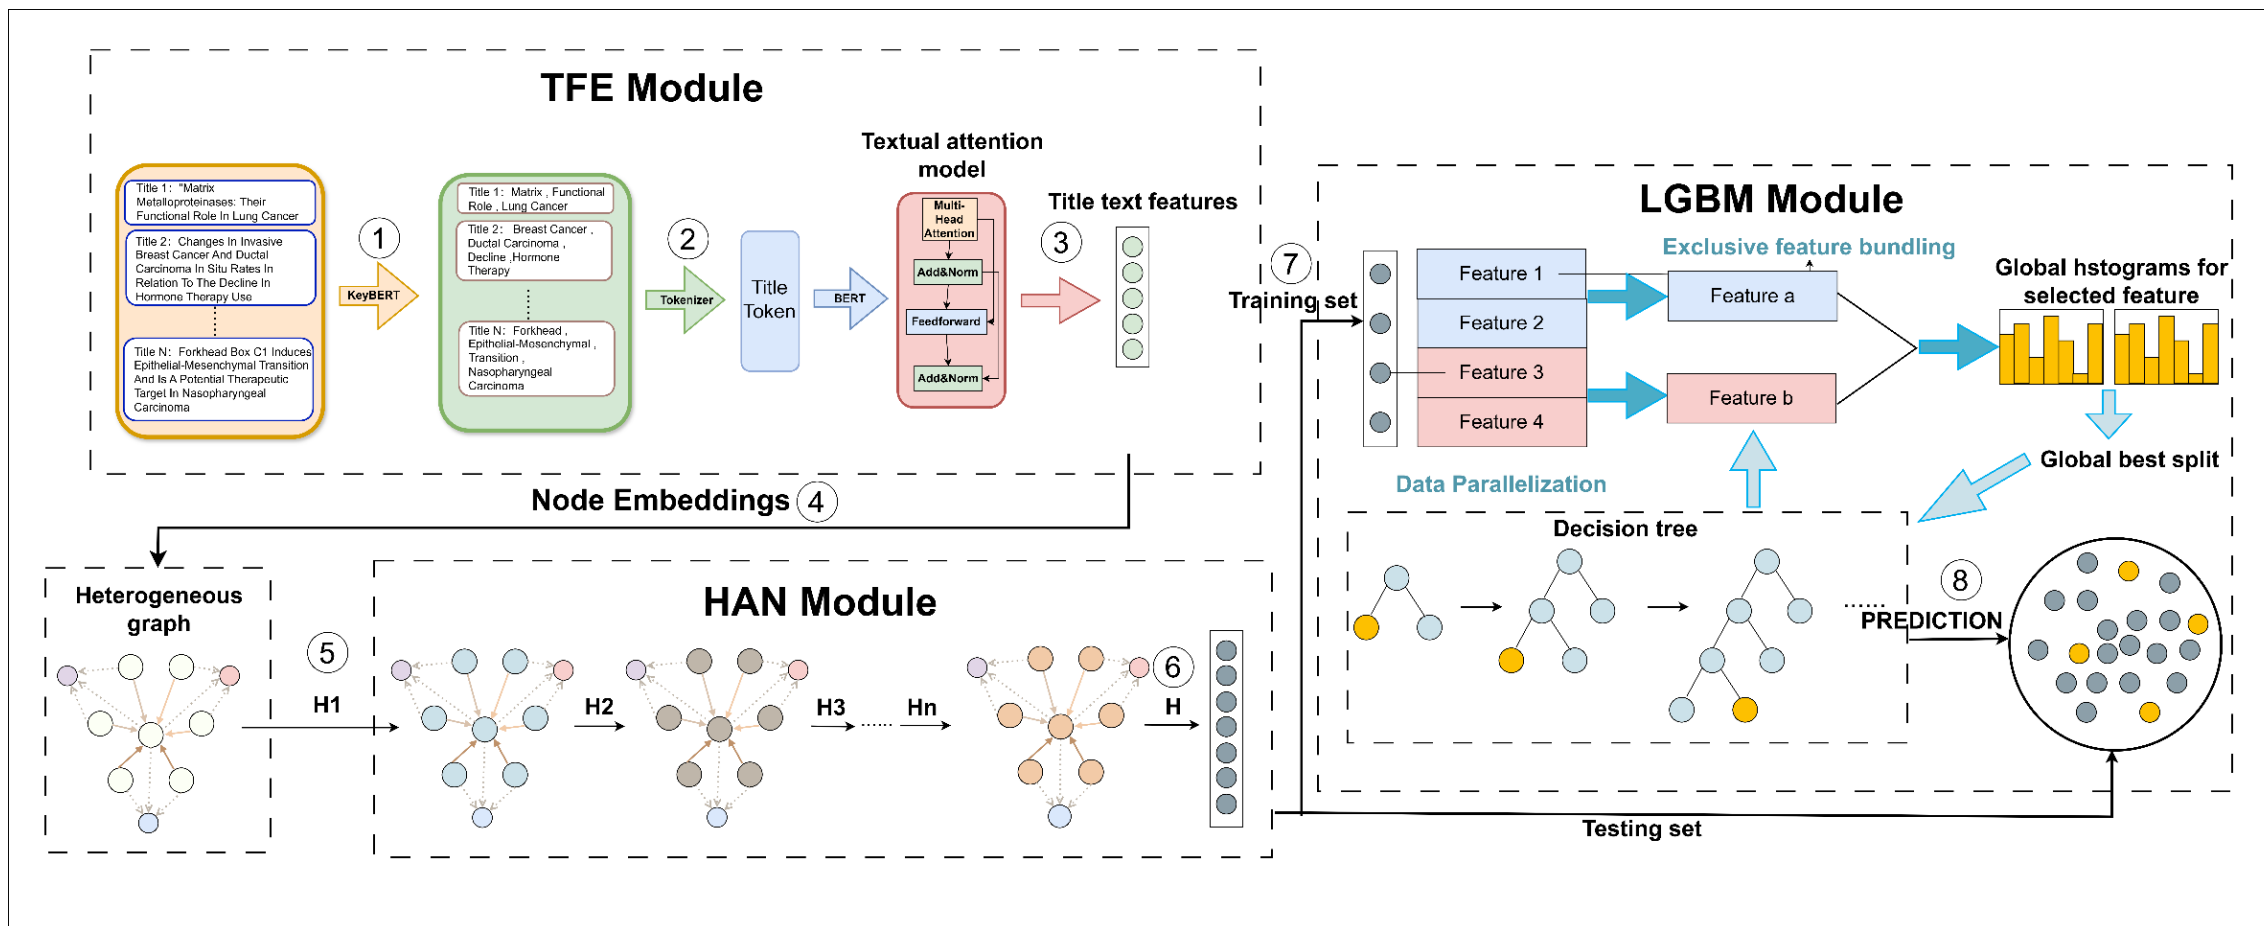 TFE Module
Title 1: "Matrix
Metalloproteinases: Their
Functional Role In Lung Cancer
Title 2: Changes In Invasive
Breast Cancer And Ductal
Carcinoma In Situ Rates In
Relation To The Decline In
Hormone Therapy Use
Title N: Forkhead Box C1 Induces
Epithelial-Mesenchymal Transition
And Is A Potential Therapeutic
Target In Nasopharyngeal
Carcinoma
1
KeyBERT
Title 1: Matrix , Functional
Role , Lung Cancer
Title 2: Breast Cancer ,
Ductal Carcinoma ,
Decline ,Hormone
Therapy
Title N: Forkhead ,
Epithelial-Mesenchymal ,
Transition ,
Nasopharyngeal
Carcinoma
2
Tokenizer
Title
Token
BERT
Textual attention
model
Multi-
Head
Attention
Add&Norm
Feedforward
Add&Norm
3
Title text features
Node Embeddings 4
Heterogeneous
graph
5
H1
HAN Module
H2
H3
......
Hn
6
H
7
Training set
LGBM Module
Feature 1
Feature 2
Feature 3
Feature 4
Exclusive feature bundling
Feature a
Feature b
Global hstograms for
selected feature
Global best split
Data Parallelization
Decision tree
......
8
PREDICTION
Testing set